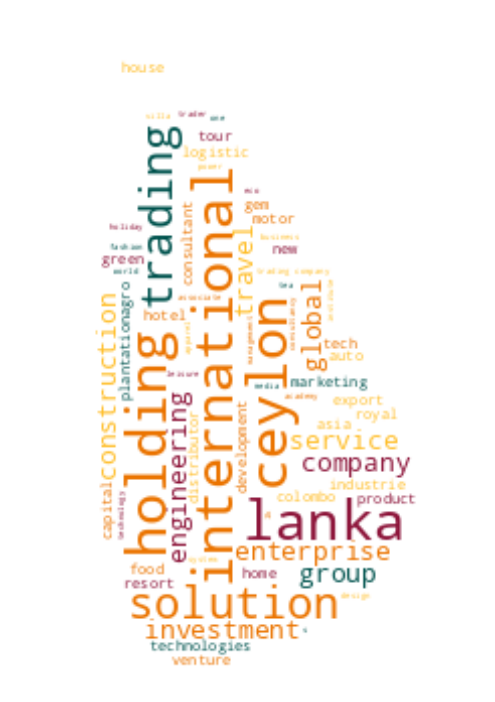 house
villa
trader
one
tour
logistic
power
trading
international
consultant
eco
gem
motor
travel
business
new
holiday
fashion
world
green
trading company
tea
plantation
agro
associate
hotel
apparel
global
ceylon
consultancy
management
construction
holding
tech
auto
leisure
media
marketing
academy
export
royal
asia
engineering
distributor
development
service
company
industrie
capital
technology
colombo
product
lanka
enterprise
food
resort
home
group
solution
design
investment
technologies
venture